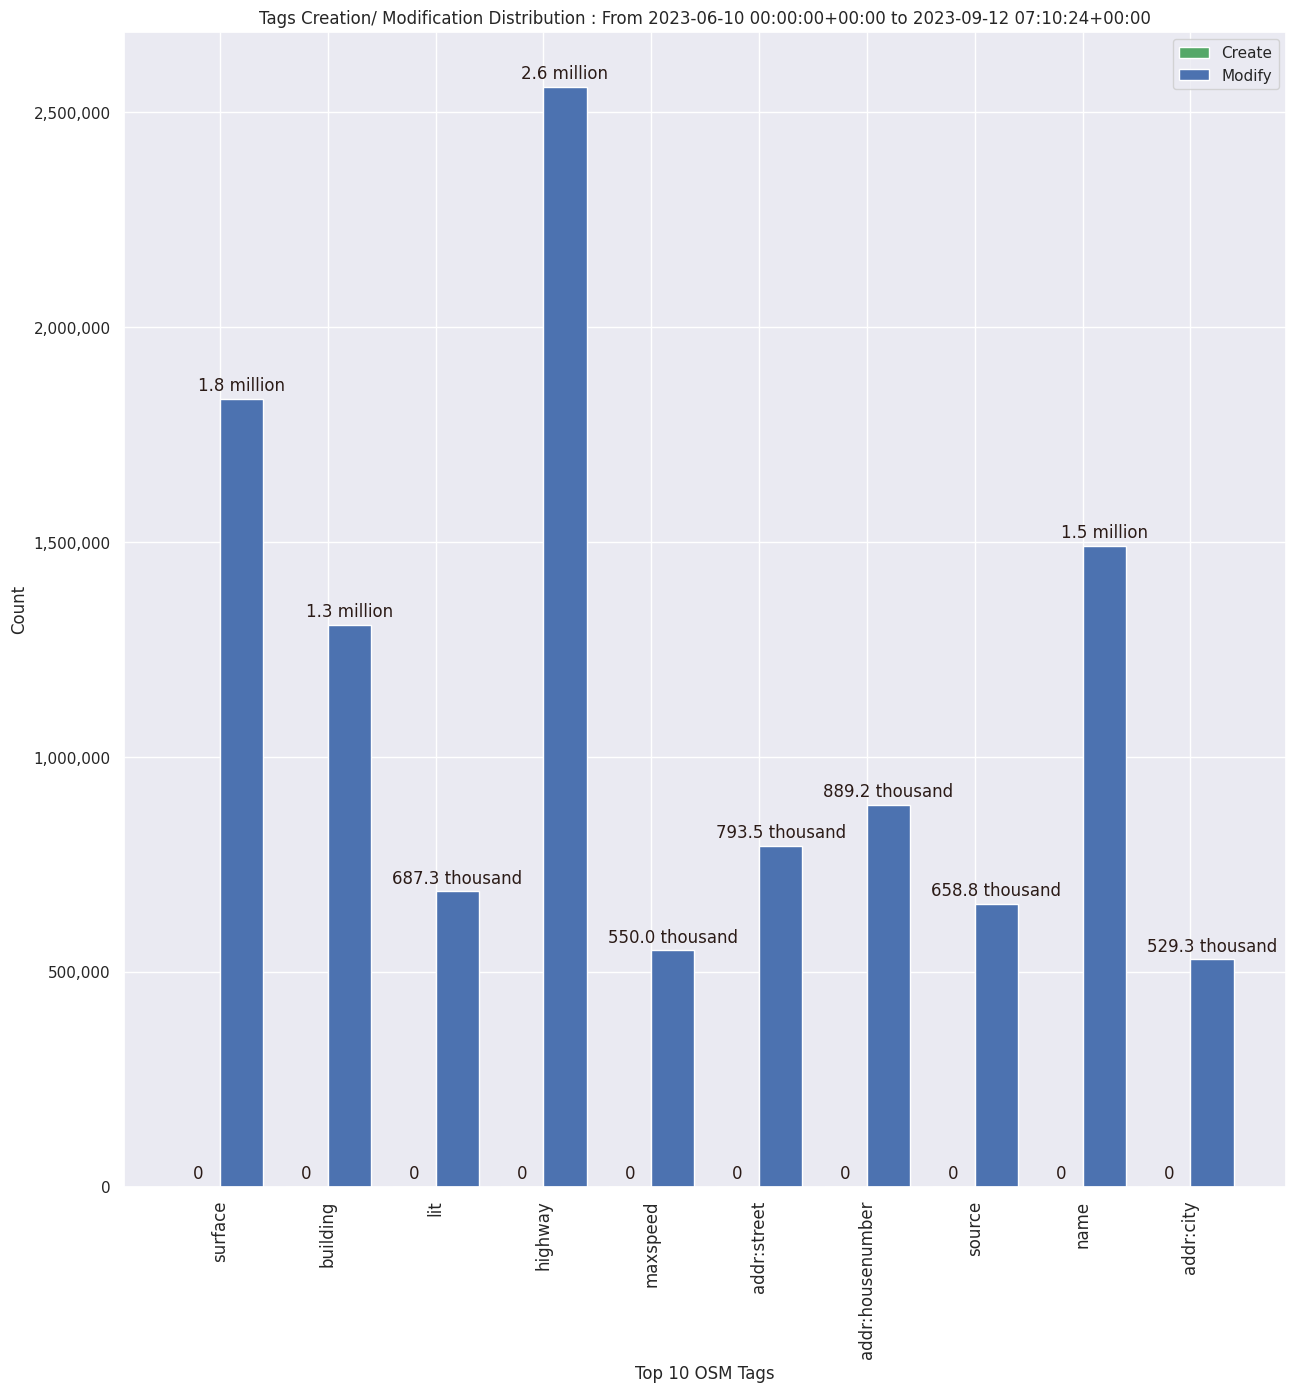 Tags Creation/ Modification Distribution : From 2023-06-10 00:00:00+00:00 to 2023-09-12 07:10:24+00:00
Create
Modify
2.6 million
2,500,000
2,000,000
1.8 million
1.5 million
1,500,000
1.3 million
Count
1,000,000
889.2 thousand
793.5 thousand
687.3 thousand
658.8 thousand
550.0 thousand
529.3 thousand
500,000
0 0 0 0 0 0 0 0 0 0
0
surface
building
lit
highway
maxspeed
addr:street
addr:housenumber
source
name
addr:city
Top 10 OSM Tags